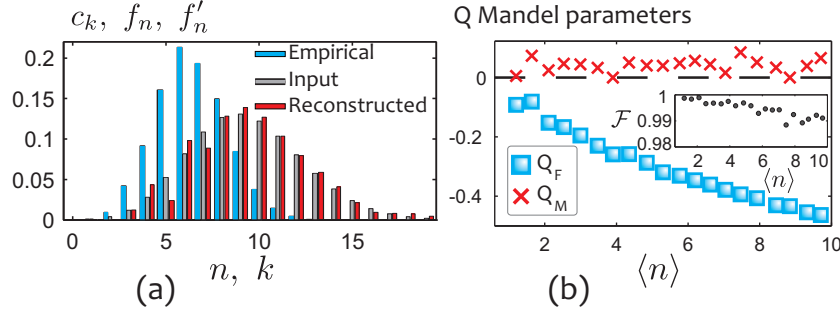 c_k, f_n, f'_n
0.2
0.15
0.1
0.05
0
0 5 10 15
n, k
(a)
Empirical
Input
Reconstructed
Q Mandel parameters
0
-0.2
-0.4
2 4 6 8 10
⟨n⟩
(b)
Q_F
Q_M
ℱ
1
0.99
0.98
2 4 6 8 10
⟨n⟩